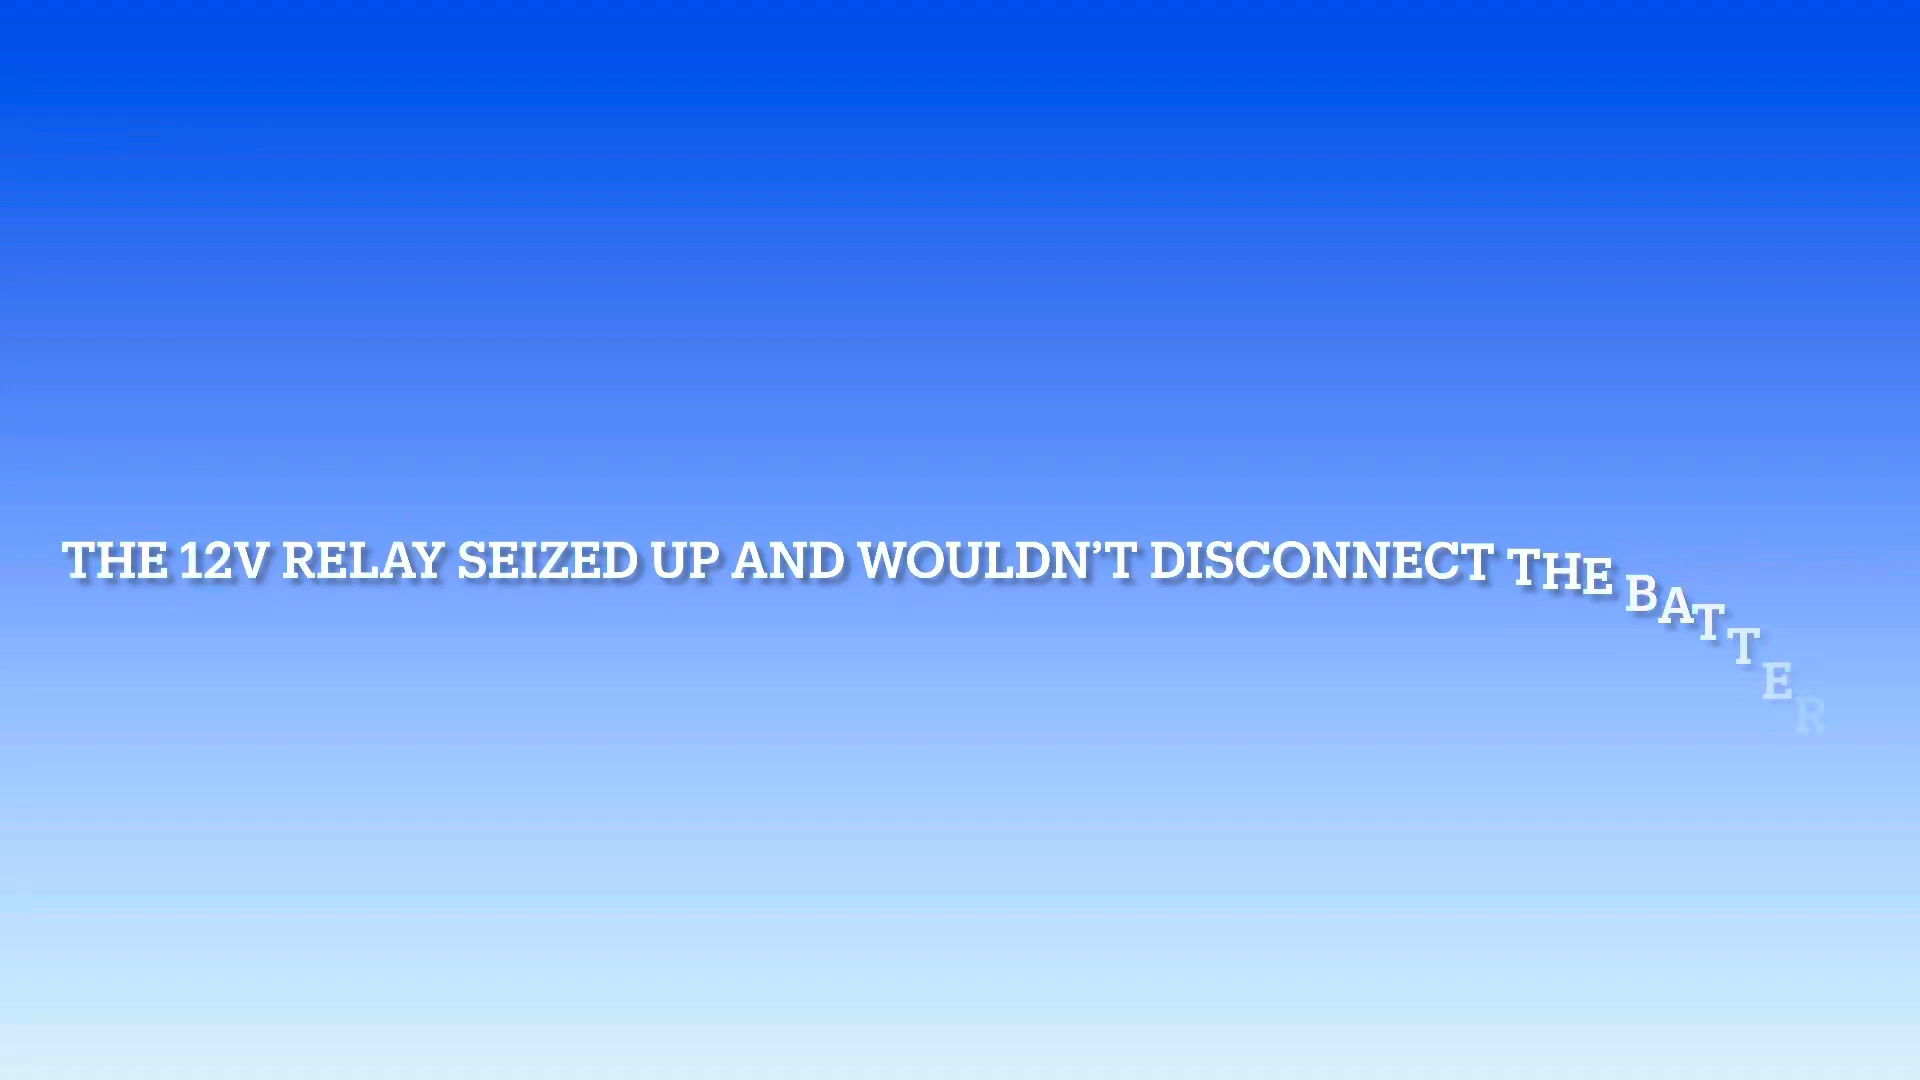 THE 12V RELAY SEIZED UP AND WOULDN’T DISCONNECT THE BATTER